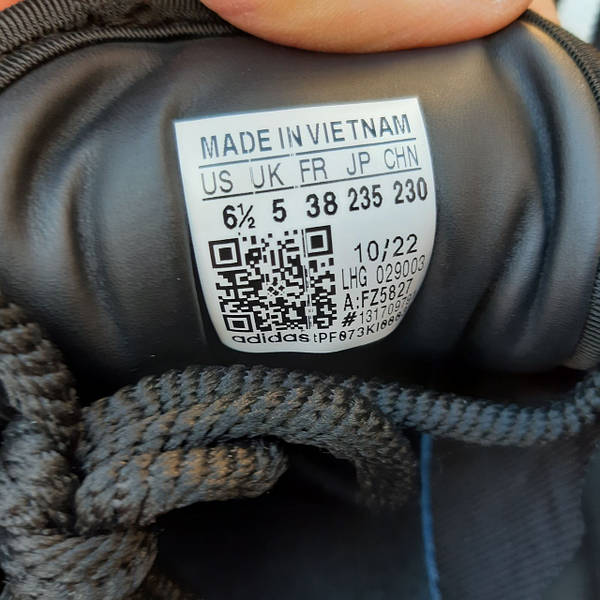 MADE IN VIETNAM
US UK FR JP CHN
6½ 5 38 235 230
10/22
LHG 029003
A:FZ5827
adidas